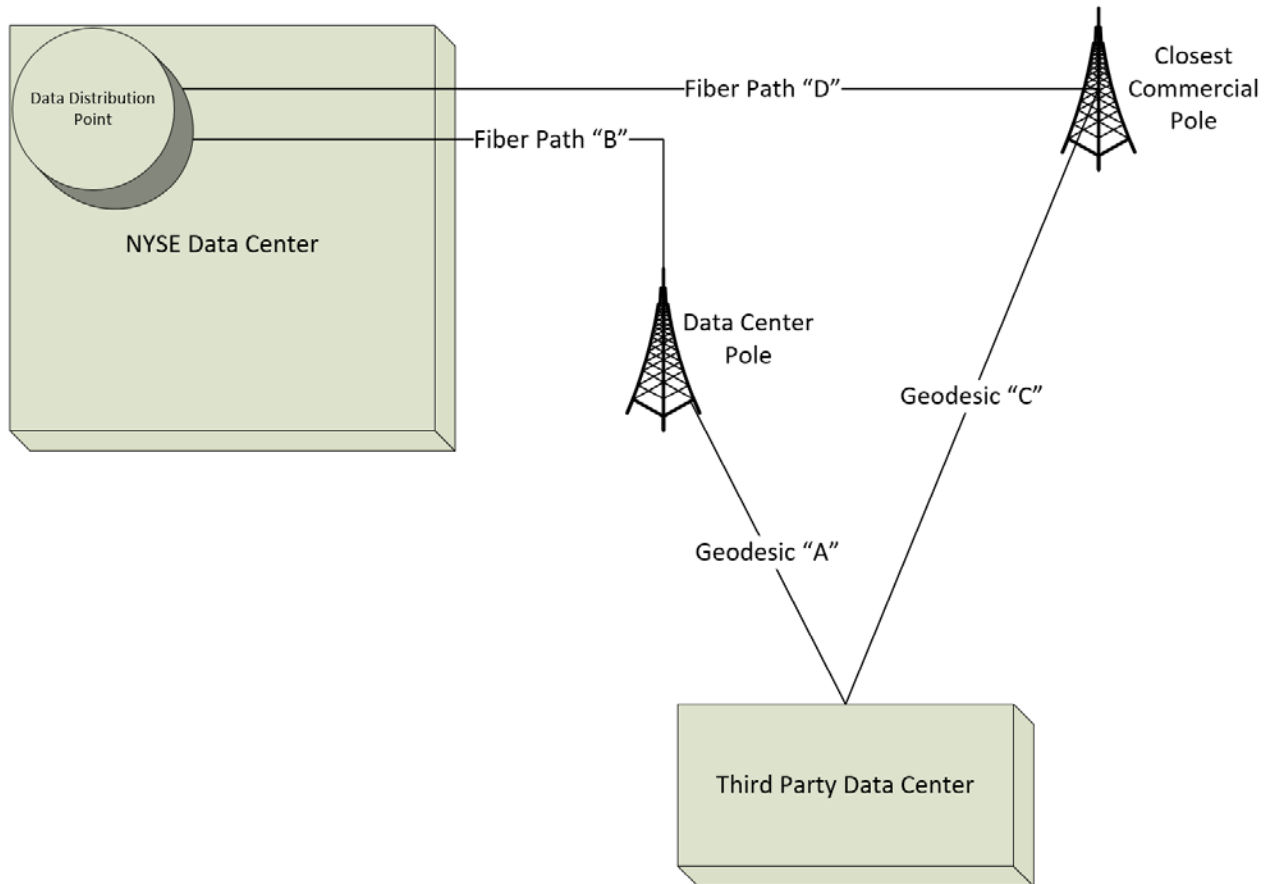 Data Distribution
Point
Fiber Path “D”
Closest
Commercial
Pole
Fiber Path “B”
NYSE Data Center
Data Center
Pole
Geodesic “C”
Geodesic “A”
Third Party Data Center